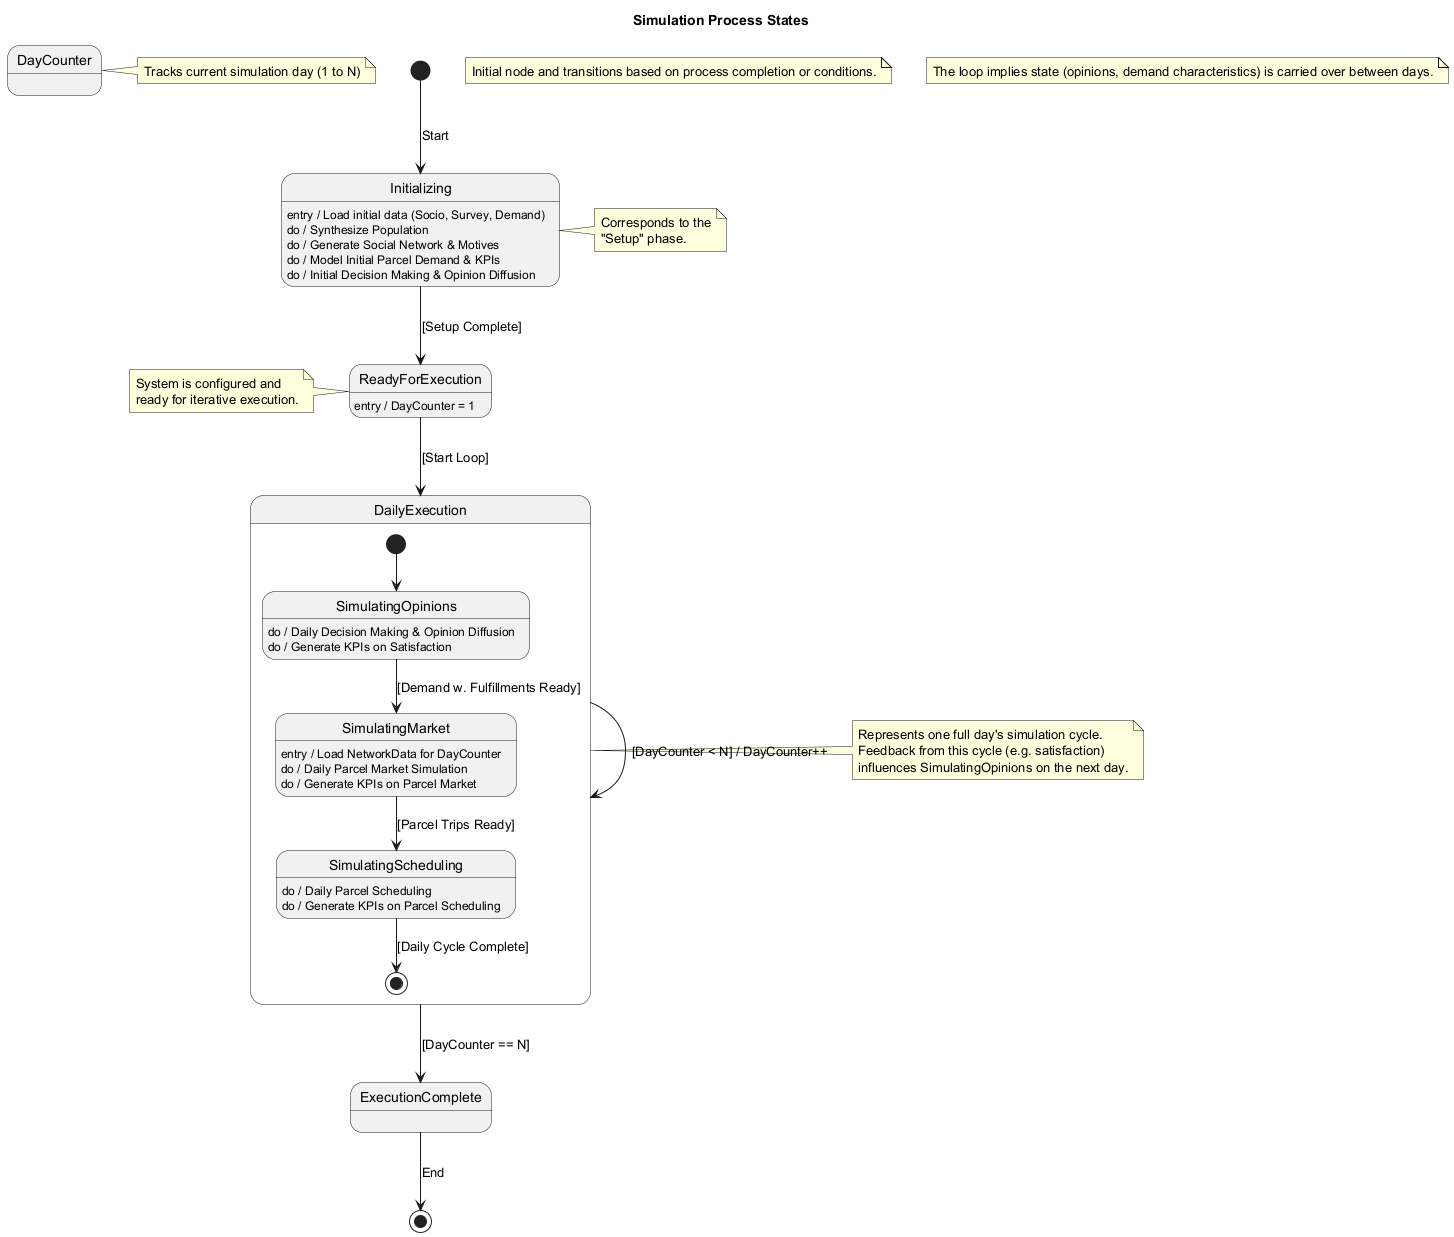 Simulation Process States
DayCounter
Tracks current simulation day (1 to N)
Initial node and transitions based on process completion or conditions.
The loop implies state (opinions, demand characteristics) is carried over between days.
Start
Initializing
entry / Load initial data (Socio, Survey, Demand)
do / Synthesize Population
do / Generate Social Network & Motives
do / Model Initial Parcel Demand & KPIs
do / Initial Decision Making & Opinion Diffusion
Corresponds to the
"Setup" phase.
[Setup Complete]
System is configured and
ready for iterative execution.
ReadyForExecution
entry / DayCounter = 1
[Start Loop]
DailyExecution
SimulatingOpinions
do / Daily Decision Making & Opinion Diffusion
do / Generate KPIs on Satisfaction
[Demand w. Fulfillments Ready]
SimulatingMarket
entry / Load NetworkData for DayCounter
do / Daily Parcel Market Simulation
do / Generate KPIs on Parcel Market
[DayCounter < N] / DayCounter++
Represents one full day's simulation cycle.
Feedback from this cycle (e.g. satisfaction)
influences SimulatingOpinions on the next day.
[Parcel Trips Ready]
SimulatingScheduling
do / Daily Parcel Scheduling
do / Generate KPIs on Parcel Scheduling
[Daily Cycle Complete]
[DayCounter == N]
ExecutionComplete
End